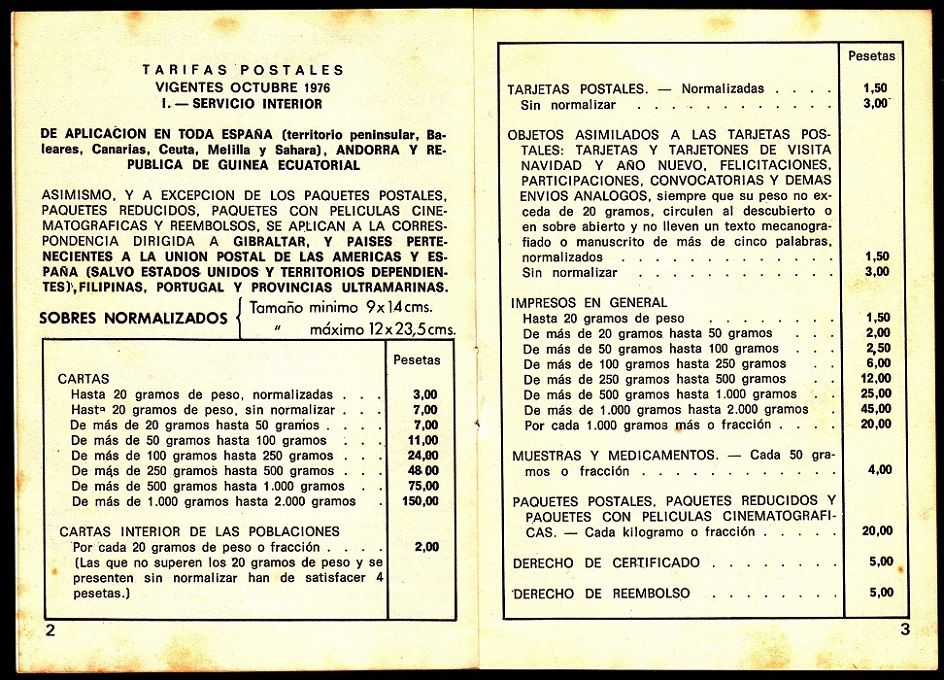 TARIFAS POSTALES
VIGENTES OCTUBRE 1976
I. — SERVICIO INTERIOR
DE APLICACION EN TODA ESPAÑA (territorio peninsular, Ba-
leares, Canarias, Ceuta, Melilla y Sahara), ANDORRA Y RE-
PUBLICA DE GUINEA ECUATORIAL
ASIMISMO, Y A EXCEPCION DE LOS PAQUETES POSTALES,
PAQUETES REDUCIDOS, PAQUETES CON PELICULAS CINE-
MATOGRAFICAS Y REEMBOLSOS, SE APLICAN A LA CORRES-
PONDENCIA DIRIGIDA A GIBRALTAR, Y PAISES PERTE-
NECIENTES A LA UNION POSTAL DE LAS AMERICAS Y ES-
PAÑA (SALVO ESTADOS UNIDOS Y TERRITORIOS DEPENDIEN-
TES), FILIPINAS, PORTUGAL Y PROVINCIAS ULTRAMARINAS.
SOBRES NORMALIZADOS { Tamaño minimo 9x14cms.
" máximo 12x23,5cms.
Pesetas
CARTAS
Hasta 20 gramos de peso, normalizadas . . . 3,00
Hasta 20 gramos de peso, sin normalizar . . . 7,00
De más de 20 gramos hasta 50 gramos . . . . 7,00
De más de 50 gramos hasta 100 gramos . . . 11,00
De más de 100 gramos hasta 250 gramos . . . 24,00
De más de 250 gramos hasta 500 gramos . . . 48,00
De más de 500 gramos hasta 1.000 gramos . . 75,00
De más de 1.000 gramos hasta 2.000 gramos . 150,00
CARTAS INTERIOR DE LAS POBLACIONES
Por cada 20 gramos de peso o fracción . . . . 2,00
(Las que no superen los 20 gramos de peso y se
presenten sin normalizar han de satisfacer 4
pesetas.)
2
Pesetas
TARJETAS POSTALES. — Normalizadas . . . . 1,50
Sin normalizar . . . . . . . . . . . . 3,00
OBJETOS ASIMILADOS A LAS TARJETAS POS-
TALES: TARJETAS Y TARJETONES DE VISITA
NAVIDAD Y AÑO NUEVO, FELICITACIONES,
PARTICIPACIONES, CONVOCATORIAS Y DEMAS
ENVIOS ANALOGOS, siempre que su peso no ex-
ceda de 20 gramos, circulen al descubierto o
en sobre abierto y no lleven un texto mecanogra-
fiado o manuscrito de más de cinco palabras,
normalizados . . . . . . . . . . . . . 1,50
Sin normalizar . . . . . . . . . . . . 3,00
IMPRESOS EN GENERAL
Hasta 20 gramos de peso . . . . . . . . 1,50
De más de 20 gramos hasta 50 gramos . . . 2,00
De más de 50 gramos hasta 100 gramos . . . 2,50
De más de 100 gramos hasta 250 gramos . . 6,00
De más de 250 gramos hasta 500 gramos . . 12,00
De más de 500 gramos hasta 1.000 gramos . . 25,00
De más de 1.000 gramos hasta 2.000 gramos . 45,00
Por cada 1.000 gramos más o fracción . . . . 20,00
MUESTRAS Y MEDICAMENTOS. — Cada 50 gra-
mos o fracción . . . . . . . . . . . . 4,00
PAQUETES POSTALES, PAQUETES REDUCIDOS Y
PAQUETES CON PELICULAS CINEMATOGRAFI-
CAS. — Cada kilogramo o fracción . . . . . 20,00
DERECHO DE CERTIFICADO . . . . . . . . 5,00
DERECHO DE REEMBOLSO . . . . . . . . 5,00
3